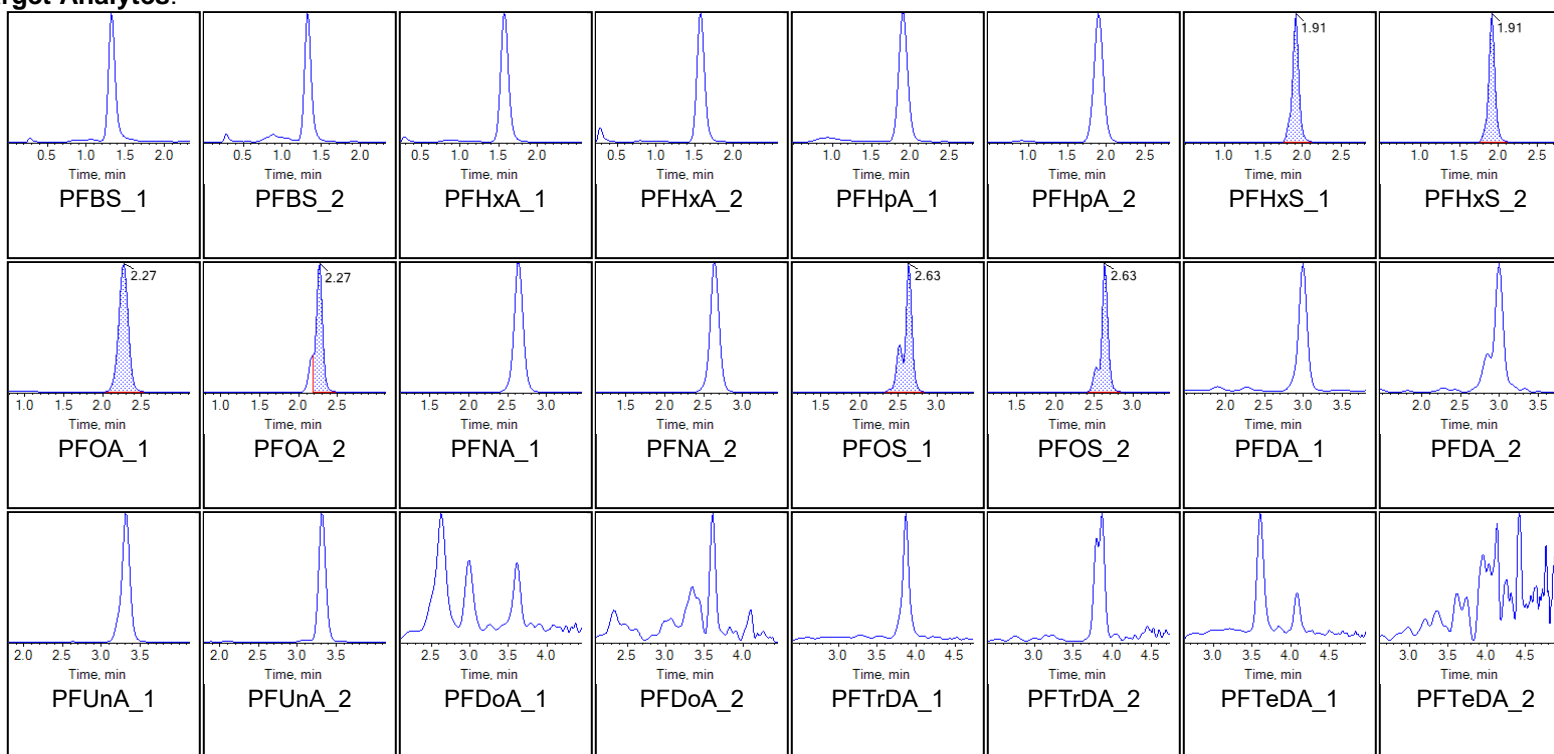 arget Analytes:
1.91 1.91
0.5 1.0 1.5 2.0 0.5 1.0 1.5 2.0 0.5 1.0 1.5 2.0 0.5 1.0 1.5 2.0 1.0 1.5 2.0 2.5 1.0 1.5 2.0 2.5 1.0 1.5 2.0 2.5 1.0 1.5 2.0 2.5
Time, min Time, min Time, min Time, min Time, min Time, min Time, min Time, min
PFBS_1 PFBS_2 PFHxA_1 PFHxA_2 PFHpA_1 PFHpA_2 PFHxS_1 PFHxS_2
2.27 2.27 2.63 2.63
1.0 1.5 2.0 2.5 1.0 1.5 2.0 2.5 1.5 2.0 2.5 3.0 1.5 2.0 2.5 3.0 1.5 2.0 2.5 3.0 1.5 2.0 2.5 3.0 2.0 2.5 3.0 3.5 2.0 2.5 3.0 3.5
Time, min Time, min Time, min Time, min Time, min Time, min Time, min Time, min
PFOA_1 PFOA_2 PFNA_1 PFNA_2 PFOS_1 PFOS_2 PFDA_1 PFDA_2
2.0 2.5 3.0 3.5 2.0 2.5 3.0 3.5 2.5 3.0 3.5 4.0 2.5 3.0 3.5 4.0 3.0 3.5 4.0 4.5 3.0 3.5 4.0 4.5 3.0 3.5 4.0 4.5 3.0 3.5 4.0 4.5
Time, min Time, min Time, min Time, min Time, min Time, min Time, min Time, min
PFUnA_1 PFUnA_2 PFDoA_1 PFDoA_2 PFTrDA_1 PFTrDA_2 PFTeDA_1 PFTeDA_2